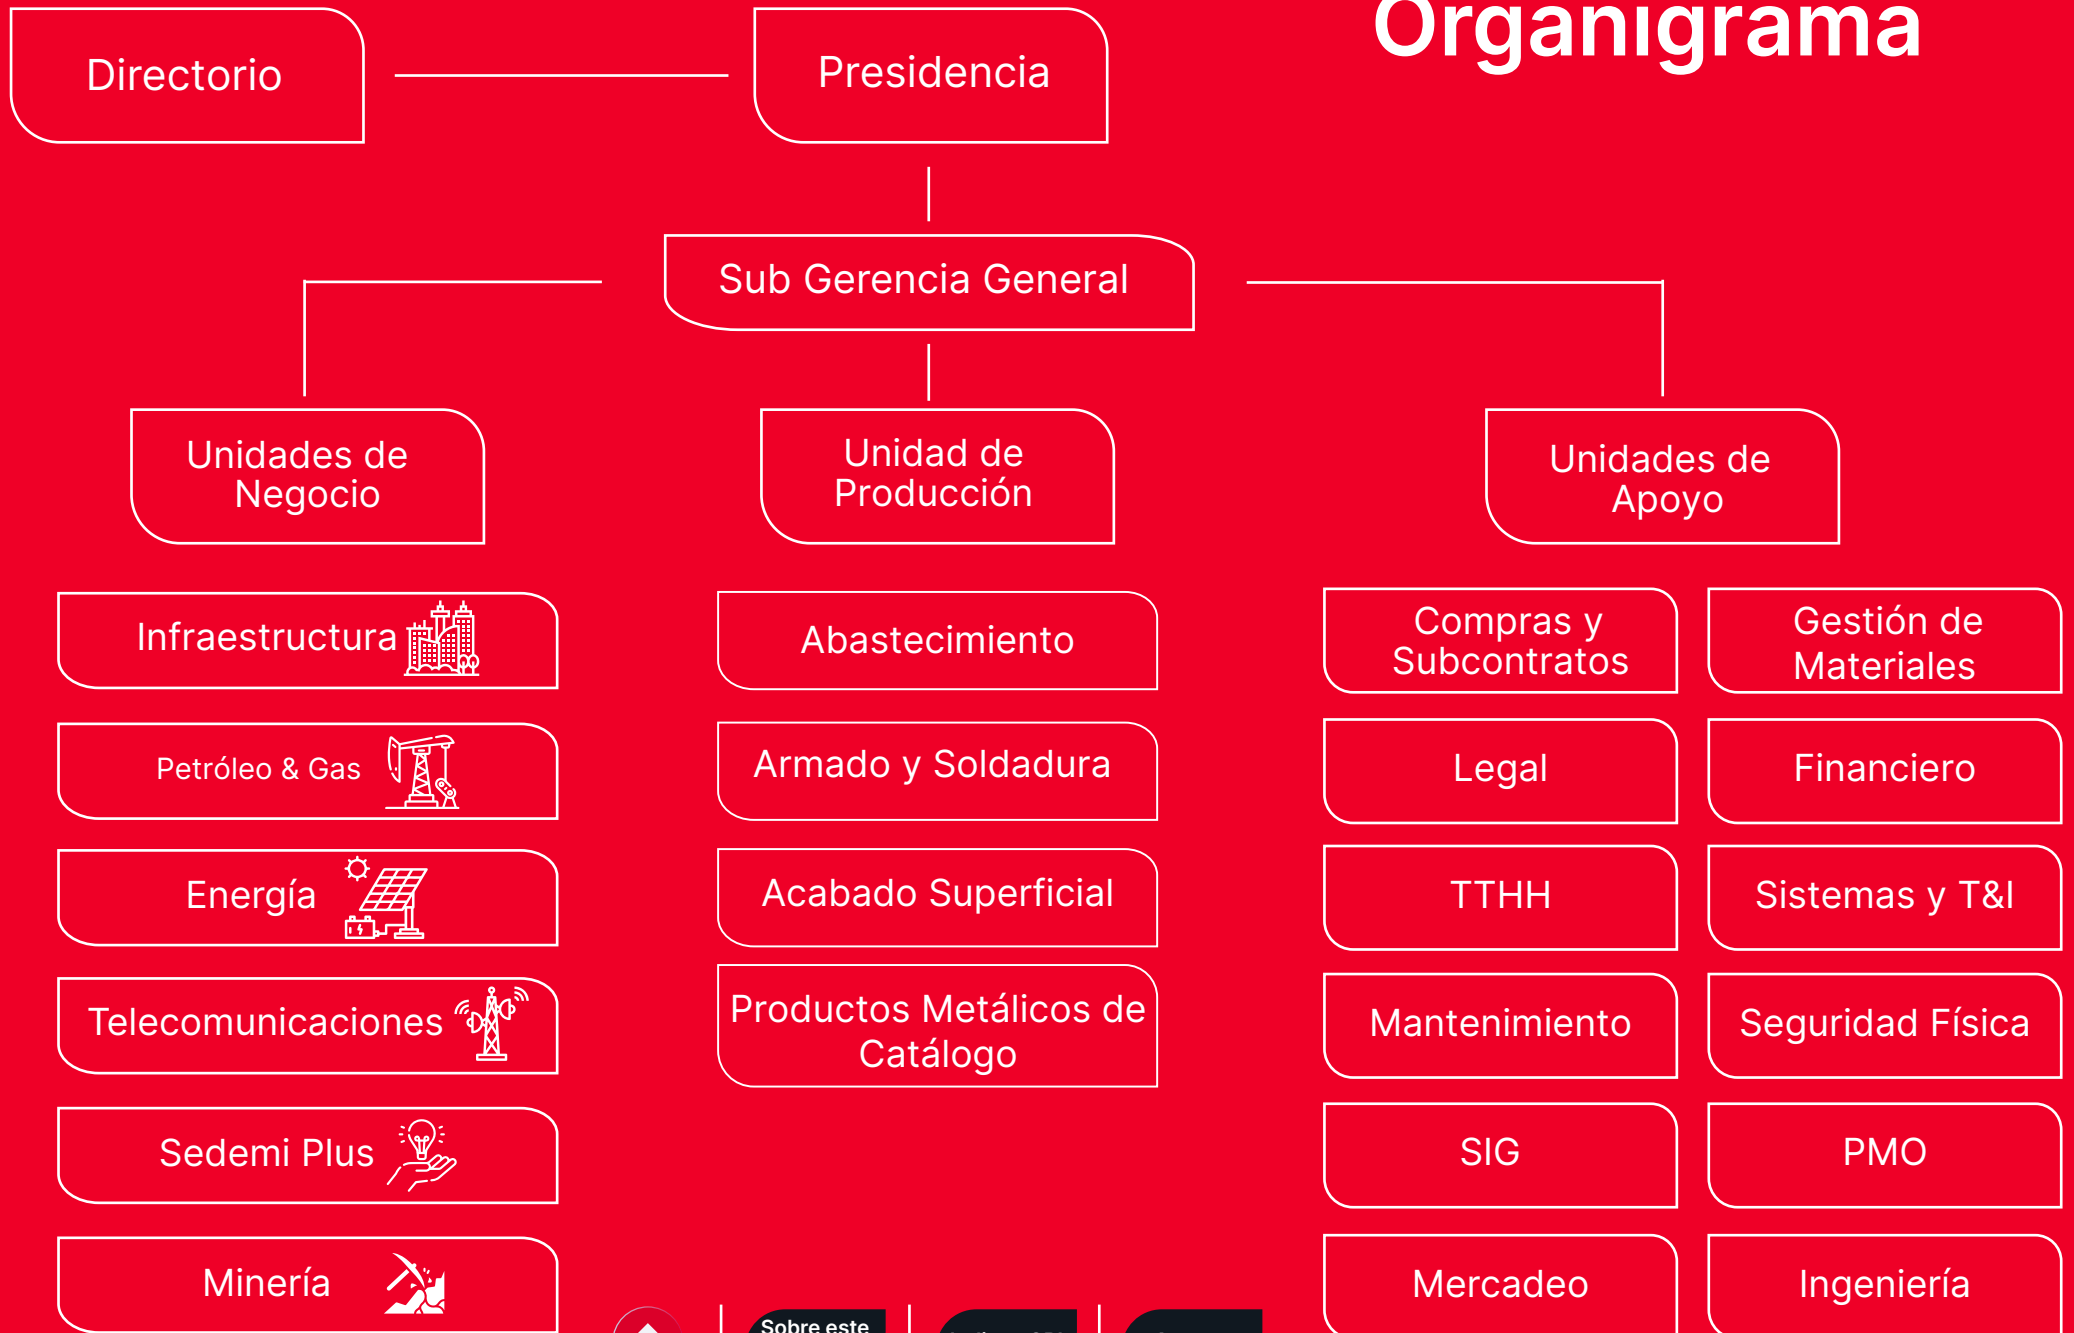 Organigrama
Directorio
Presidencia
Sub Gerencia General
Unidades de
Negocio
Infraestructura
Petróleo & Gas
Energía
Telecomunicaciones
Sedemi Plus
Minería
Unidad de
Producción
Abastecimiento
Armado y Soldadura
Acabado Superficial
Productos Metálicos de
Catálogo
Unidades de
Apoyo
Compras y
Subcontratos
Gestión de
Materiales
Legal
Financiero
TTHH
Sistemas y T&I
Mantenimiento
Seguridad Física
SIG
PMO
Mercadeo
Ingeniería
Sobre este